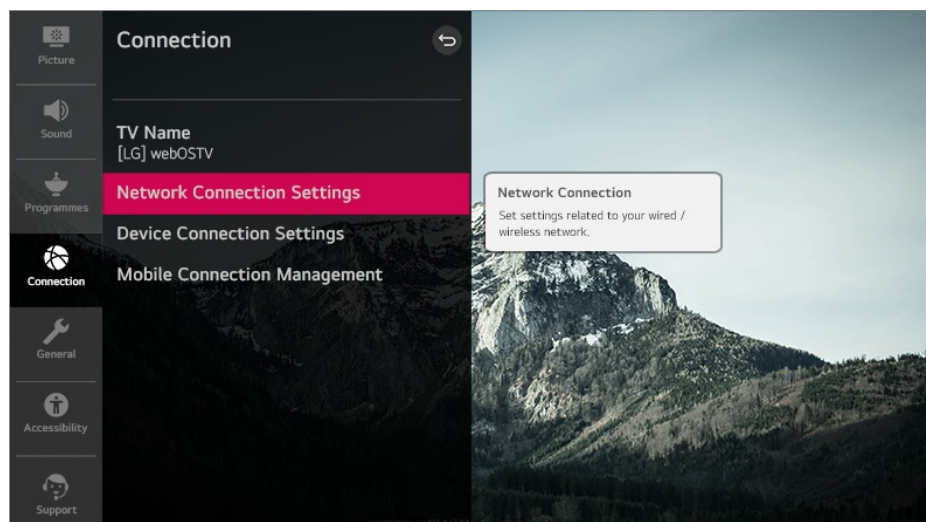 Picture
Sound
Programmes
Connection
General
Accessibility
Support
Connection
TV Name
[LG] webOSTV
Network Connection Settings
Device Connection Settings
Mobile Connection Management
Network Connection
Set settings related to your wired /
wireless network.